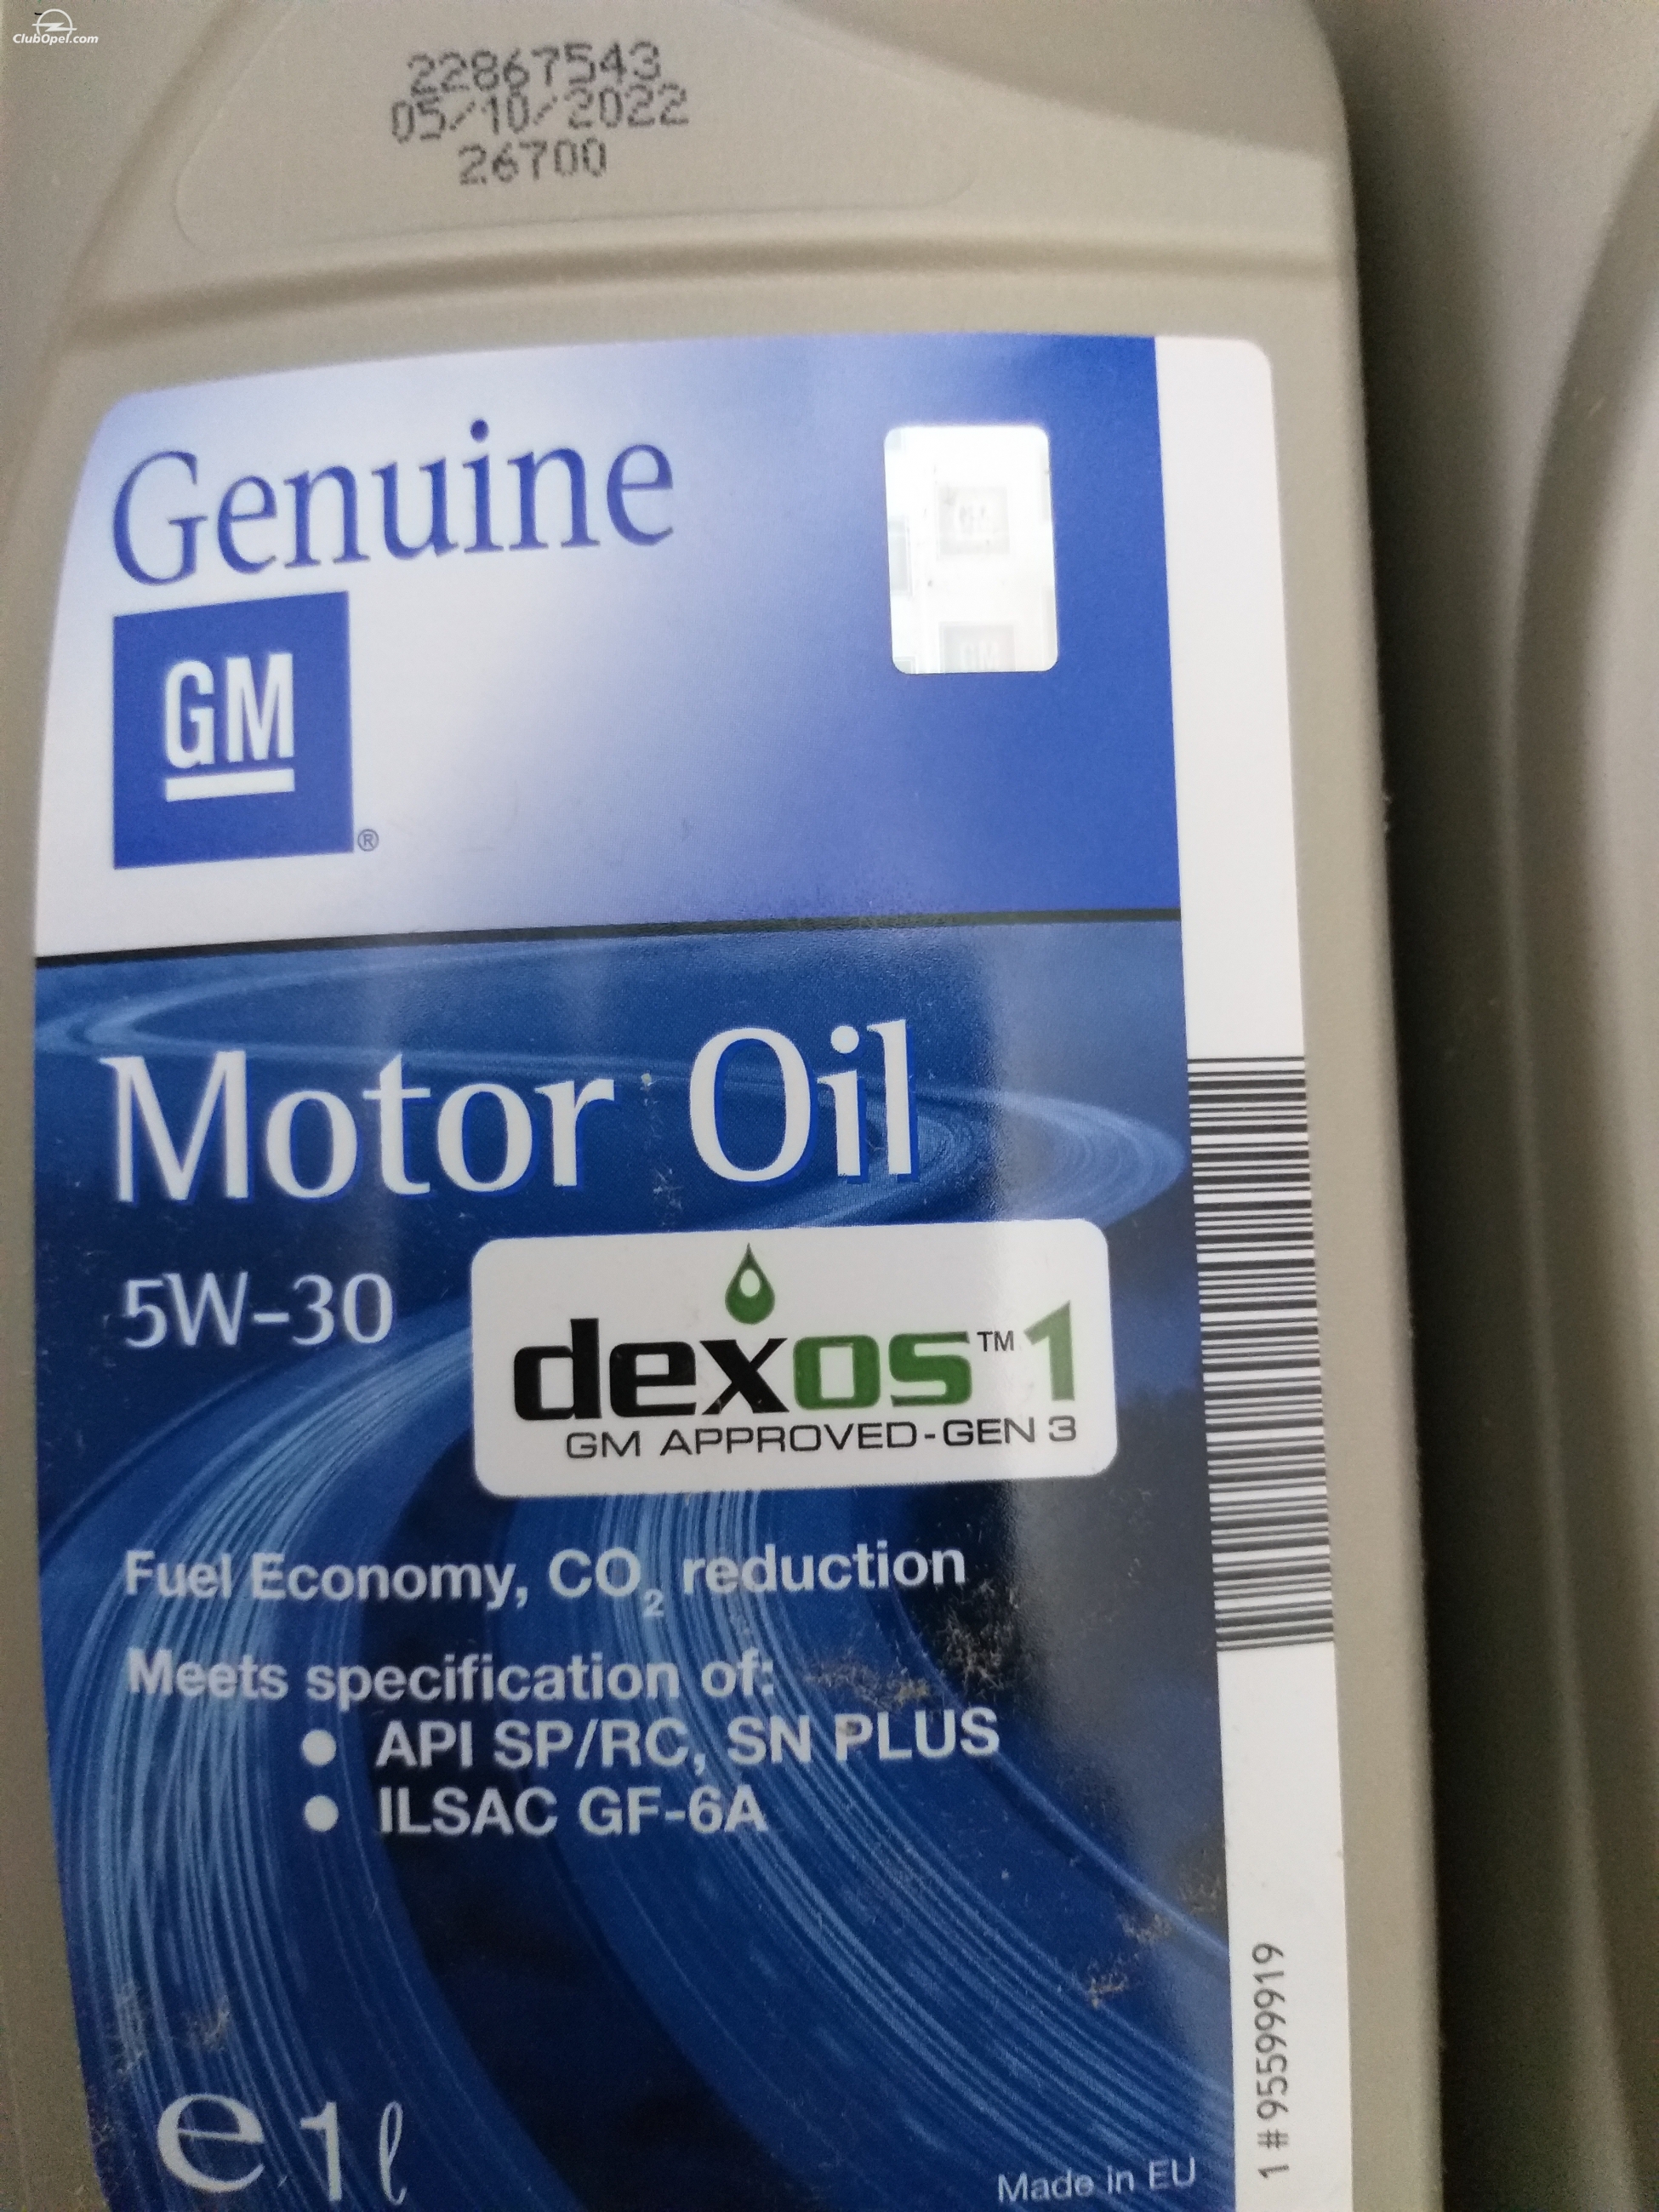 ClubOpel.com
22867543
05/10/2022
26700
Genuine
GM
GM
®
Motor Oil
5W-30
dexos™1
GM APPROVED-GEN 3
Fuel Economy, CO₂ reduction
Meets specification of:
● API SP/RC, SN PLUS
● ILSAC GF-6A
e 1 ℓ
Made in EU
1 # 95599919